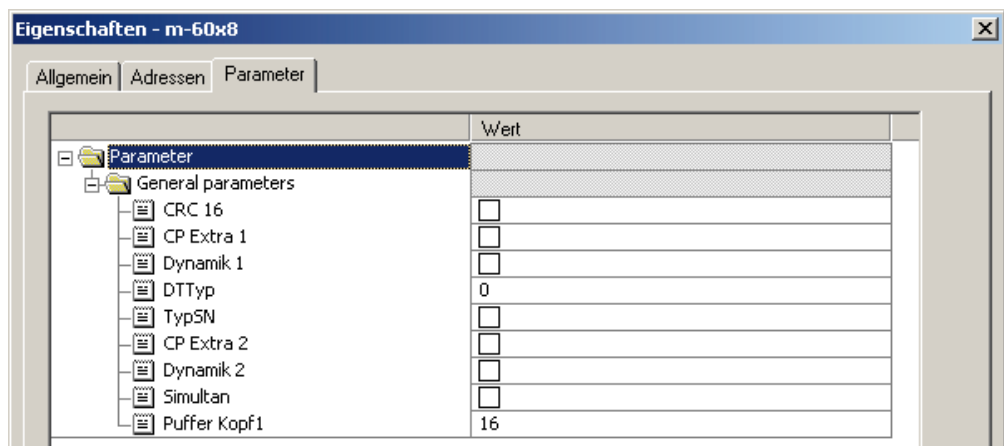 Eigenschaften - m-60x8
Allgemein Adressen Parameter
Wert
Parameter
General parameters
CRC 16
CP Extra 1
Dynamik 1
DTTyp 0
TypSN
CP Extra 2
Dynamik 2
Simultan
Puffer Kopf1 16